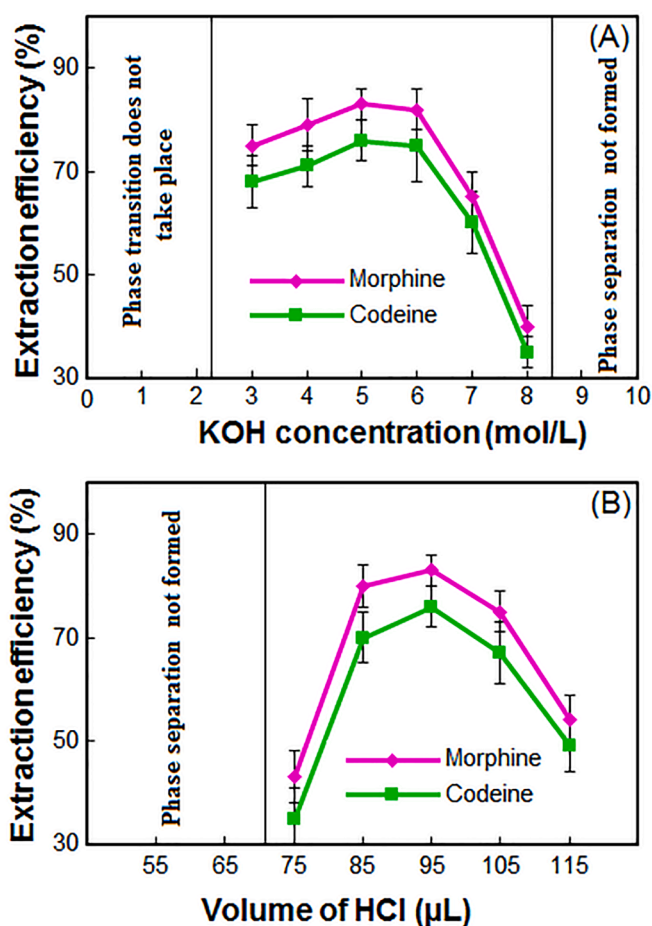 (A)
Extraction efficiency (%)
90
70
50
30
Phase transition does not
take place
Phase separation not formed
Morphine
Codeine
0 1 2 3 4 5 6 7 8 9 10
KOH concentration (mol/L)
(B)
Extraction efficiency (%)
90
70
50
30
Phase separation not formed
Morphine
Codeine
55 65 75 85 95 105 115
Volume of HCl (µL)